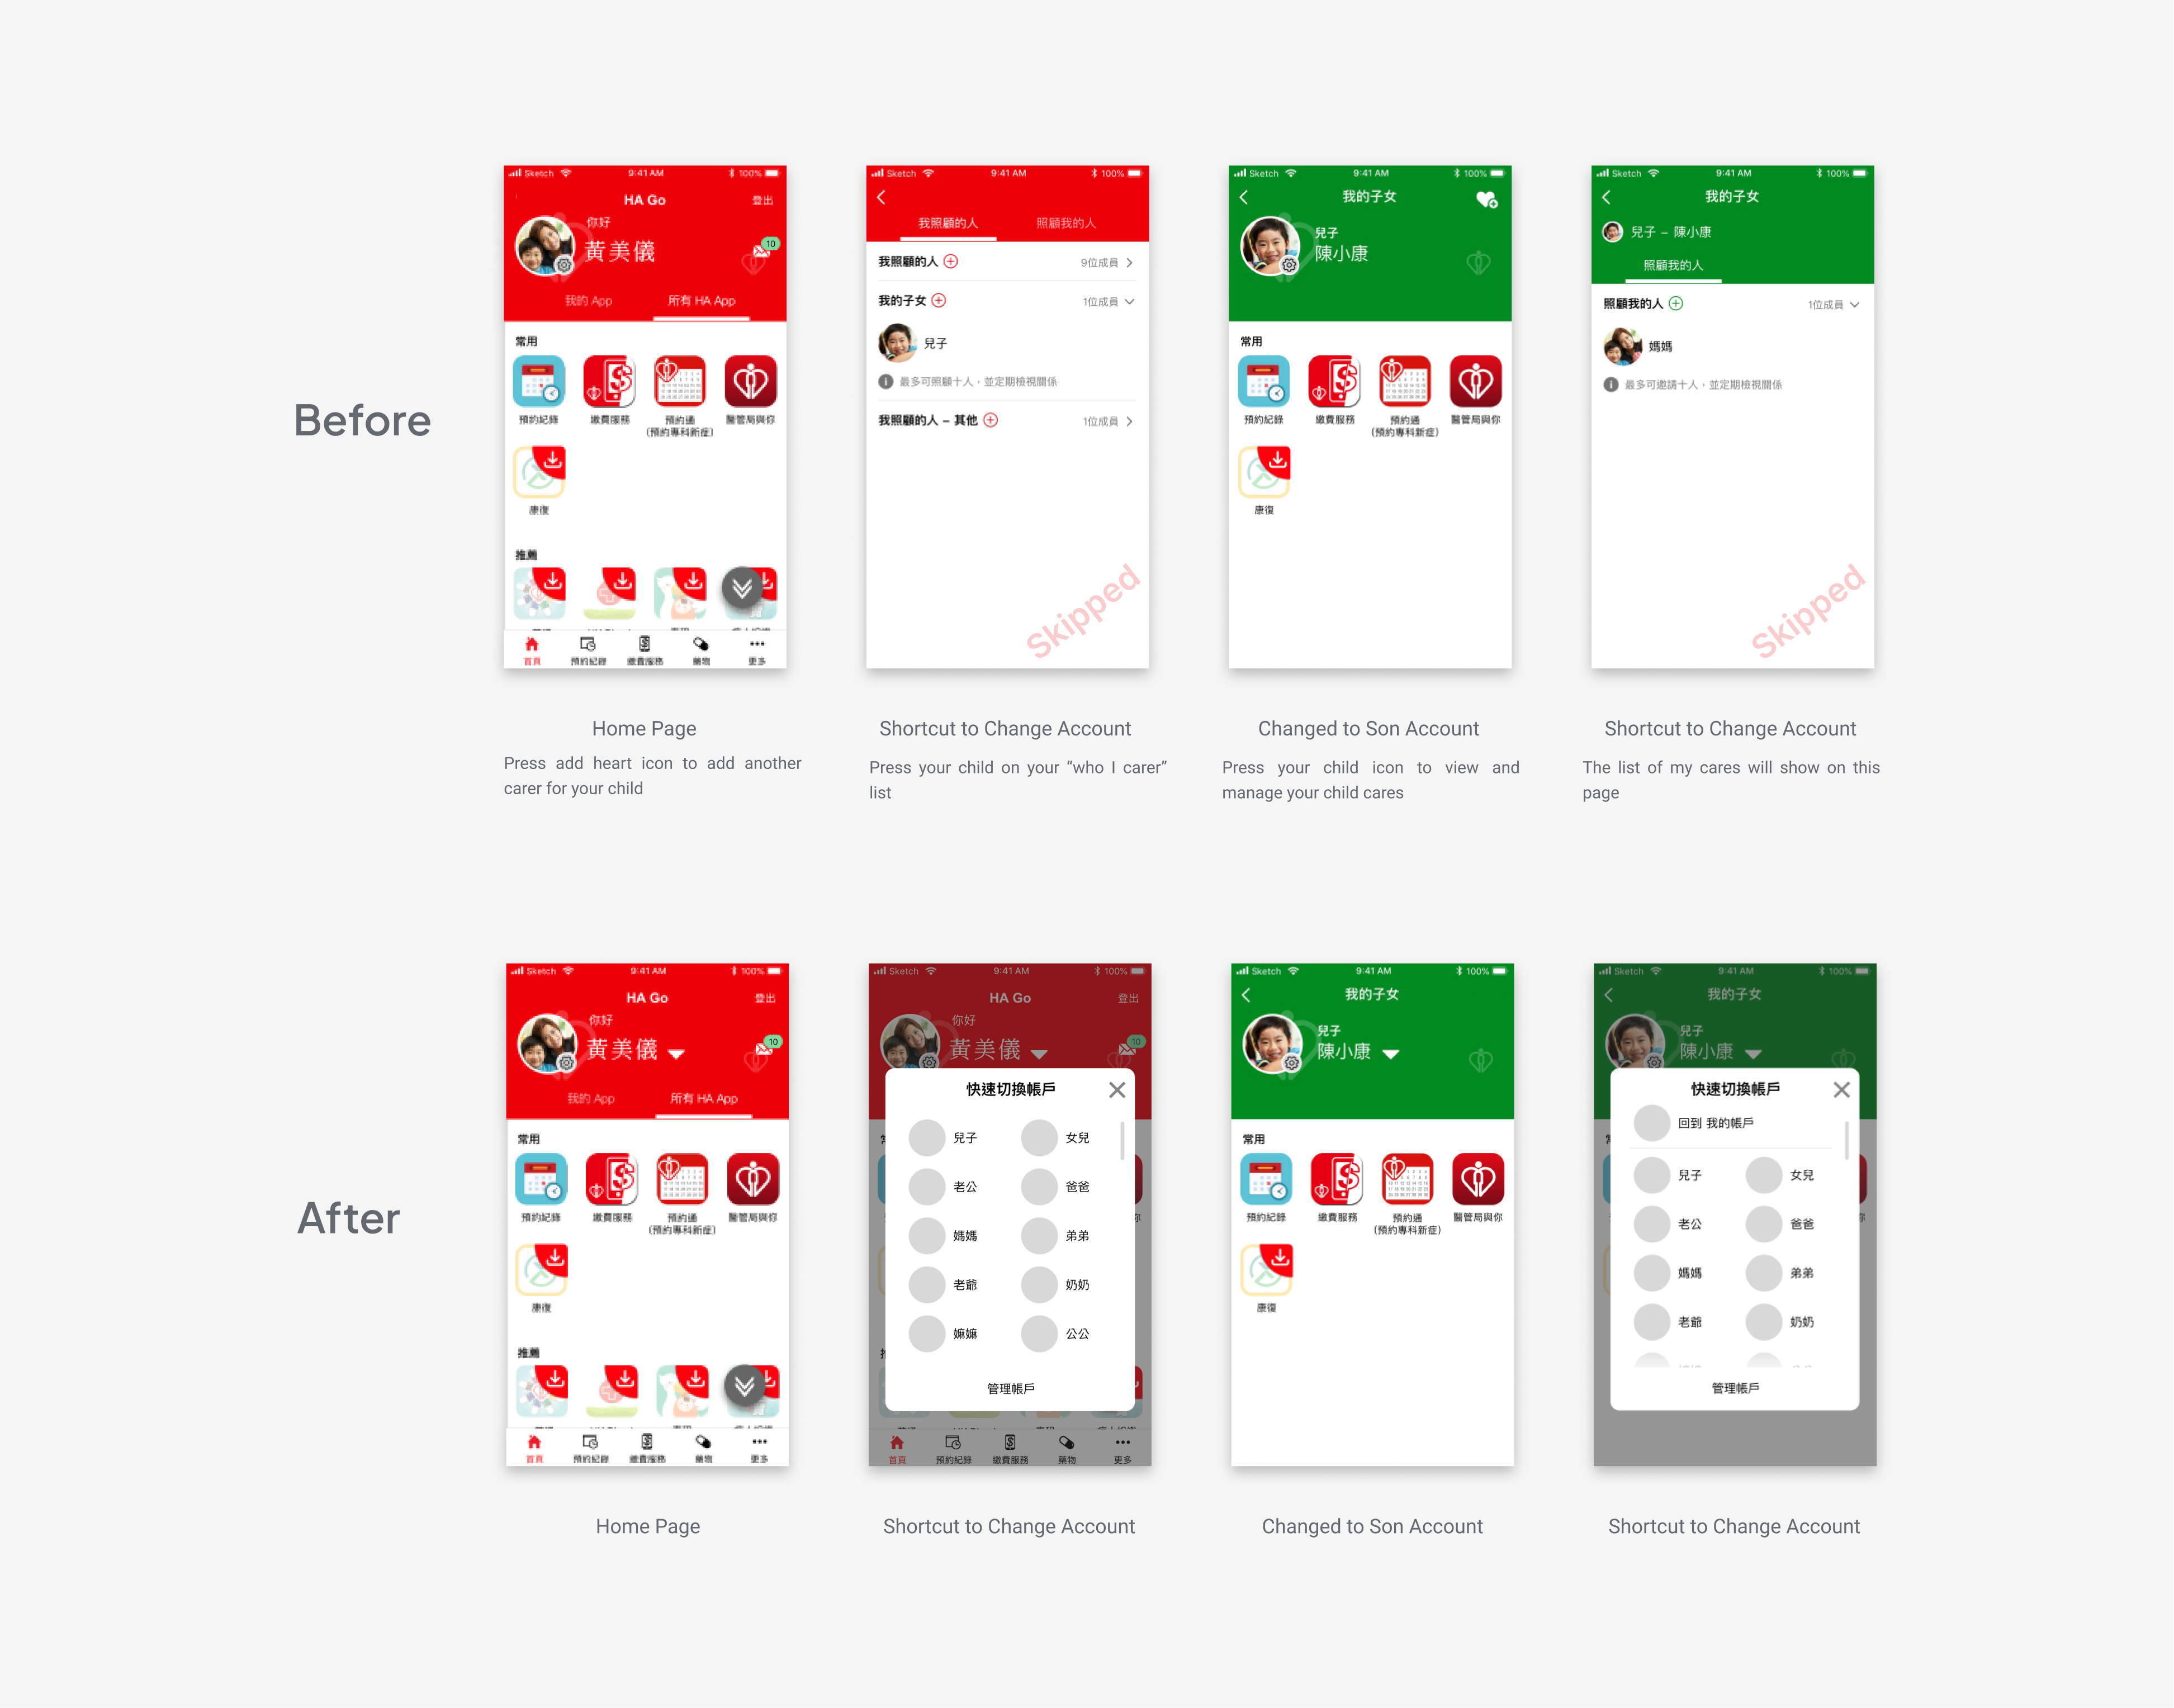 Before
Sketch 9:41 AM 100%
HA Go 登出
你好
黃美儀
10
我的 App 所有 HA App
常用
預約紀錄 繳費服務 預約通 醫管局與你
(預約專科新症)
康復
推薦
首頁 預約紀錄 繳費服務 藥物 更多
Home Page
Press add heart icon to add another
carer for your child
Sketch 9:41 AM 100%
我照顧的人 照顧我的人
我照顧的人 9位成員
我的子女 1位成員
兒子
最多可照顧十人，並定期檢視關係
我照顧的人 – 其他 1位成員
Skipped
Shortcut to Change Account
Press your child on your “who I carer”
list
Sketch 9:41 AM 100%
我的子女
兒子
陳小康
常用
預約紀錄 繳費服務 預約通 醫管局與你
(預約專科新症)
康復
Changed to Son Account
Press your child icon to view and
manage your child cares
Sketch 9:41 AM 100%
我的子女
兒子 – 陳小康
照顧我的人
照顧我的人 1位成員
媽媽
最多可邀請十人，並定期檢視關係
Skipped
Shortcut to Change Account
The list of my cares will show on this
page
After
Sketch 9:41 AM 100%
HA Go 登出
你好
黃美儀
10
我的 App 所有 HA App
常用
預約紀錄 繳費服務 預約通 醫管局與你
(預約專科新症)
康復
推薦
首頁 預約紀錄 繳費服務 藥物 更多
Home Page
Sketch 9:41 AM 100%
HA Go 登出
你好
黃美儀
10
快速切換帳戶
兒子 女兒
老公 爸爸
媽媽 弟弟
老爺 奶奶
嫲嫲 公公
管理帳戶
首頁 預約紀錄 繳費服務 藥物 更多
Shortcut to Change Account
Sketch 9:41 AM 100%
我的子女
兒子
陳小康
常用
預約紀錄 繳費服務 預約通 醫管局與你
(預約專科新症)
康復
Changed to Son Account
Sketch 9:41 AM 100%
我的子女
兒子
陳小康
快速切換帳戶
回到 我的帳戶
兒子 女兒
老公 爸爸
媽媽 弟弟
老爺 奶奶
管理帳戶
Shortcut to Change Account